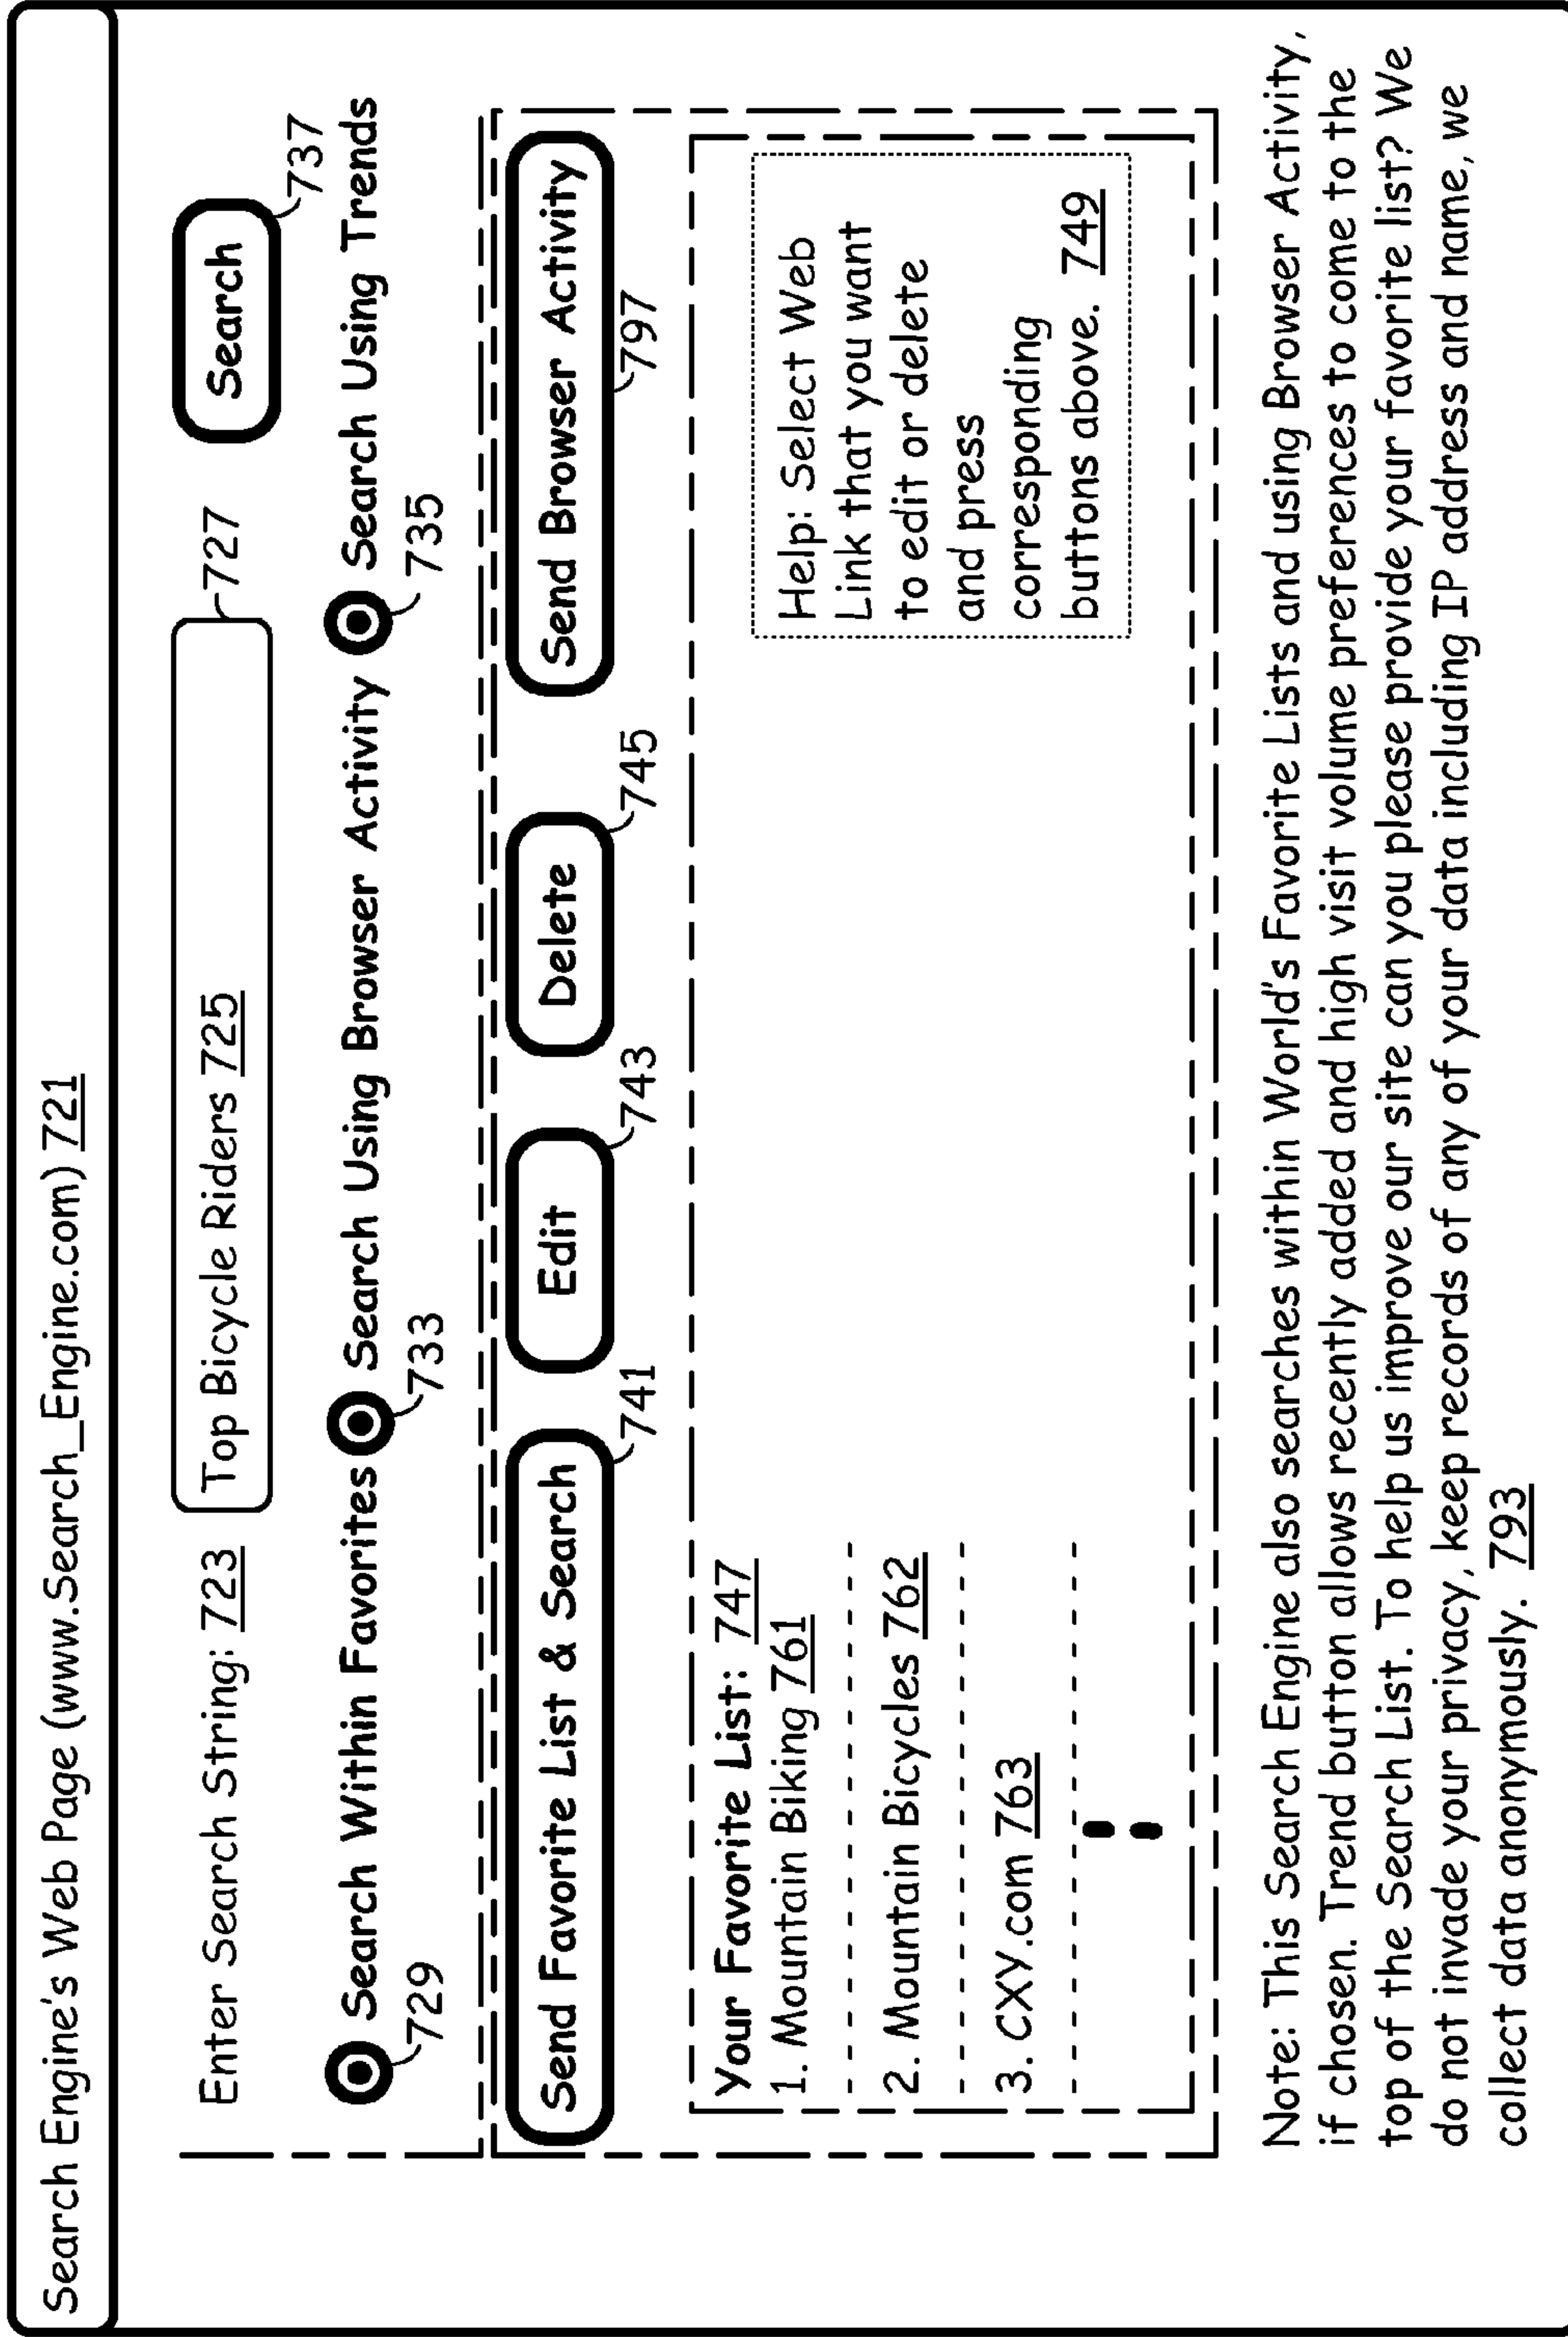 Search Engine's Web Page (www.Search_Engine.com) 721
Enter Search String: 723
Top Bicycle Riders 725
727
Search
737
Search Within Favorites
Search Using Browser Activity
Search Using Trends
729
733
735
Send Favorite List & Search
Edit
Delete
Send Browser Activity
741
743
745
797
Your Favorite List: 747
1. Mountain Biking 761
2. Mountain Bicycles 762
3. CXY.com 763
Help: Select Web
Link that you want
to edit or delete
and press
corresponding
buttons above. 749
Note: This Search Engine also searches within World's Favorite Lists and using Browser Activity,
if chosen. Trend button allows recently added and high visit volume preferences to come to the
top of the Search List. To help us improve our site can you please provide your favorite list? We
do not invade your privacy, keep records of any of your data including IP address and name, we
collect data anonymously. 793